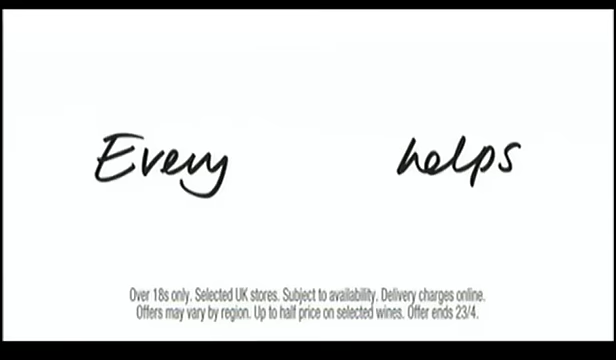 Every helps
Over 18s only. Selected UK stores. Subject to availability. Delivery charges online.
Offers may vary by region. Up to half price on selected wines. Offer ends 23/4.